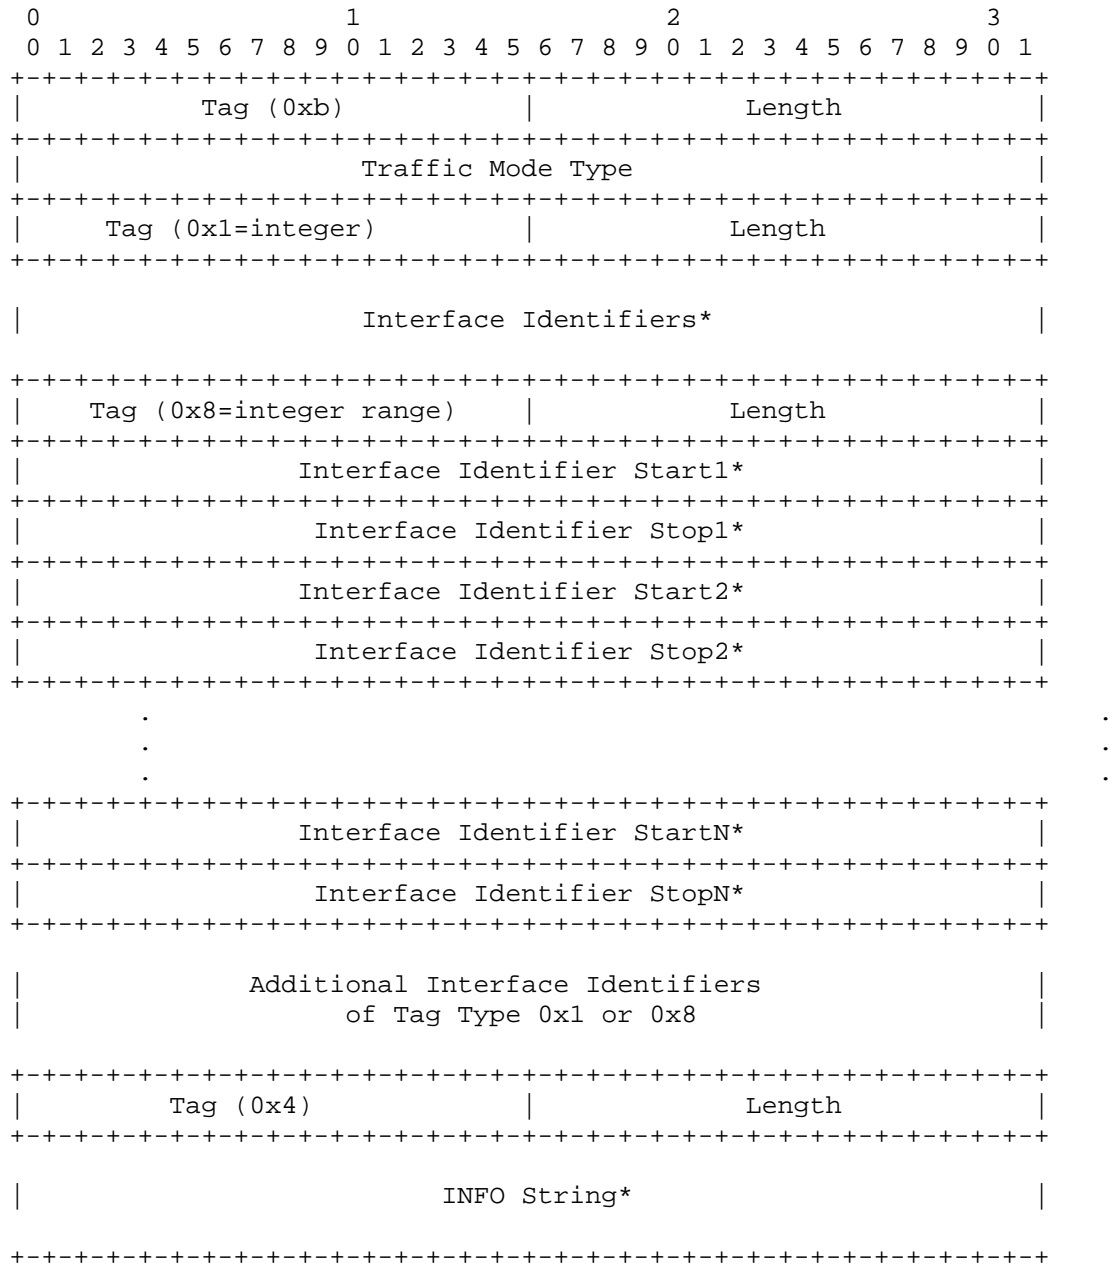 0                   1                   2                   3
 0 1 2 3 4 5 6 7 8 9 0 1 2 3 4 5 6 7 8 9 0 1 2 3 4 5 6 7 8 9 0 1
+-+-+-+-+-+-+-+-+-+-+-+-+-+-+-+-+-+-+-+-+-+-+-+-+-+-+-+-+-+-+-+-+
|           Tag (0xb)           |             Length            |
+-+-+-+-+-+-+-+-+-+-+-+-+-+-+-+-+-+-+-+-+-+-+-+-+-+-+-+-+-+-+-+-+
|                     Traffic Mode Type                         |
+-+-+-+-+-+-+-+-+-+-+-+-+-+-+-+-+-+-+-+-+-+-+-+-+-+-+-+-+-+-+-+-+
|     Tag (0x1=integer)         |            Length             |
+-+-+-+-+-+-+-+-+-+-+-+-+-+-+-+-+-+-+-+-+-+-+-+-+-+-+-+-+-+-+-+-+
|                     Interface Identifiers*                    |
+-+-+-+-+-+-+-+-+-+-+-+-+-+-+-+-+-+-+-+-+-+-+-+-+-+-+-+-+-+-+-+-+
|    Tag (0x8=integer range)    |            Length             |
+-+-+-+-+-+-+-+-+-+-+-+-+-+-+-+-+-+-+-+-+-+-+-+-+-+-+-+-+-+-+-+-+
|                 Interface Identifier Start1*                  |
+-+-+-+-+-+-+-+-+-+-+-+-+-+-+-+-+-+-+-+-+-+-+-+-+-+-+-+-+-+-+-+-+
|                  Interface Identifier Stop1*                  |
+-+-+-+-+-+-+-+-+-+-+-+-+-+-+-+-+-+-+-+-+-+-+-+-+-+-+-+-+-+-+-+-+
|                 Interface Identifier Start2*                  |
+-+-+-+-+-+-+-+-+-+-+-+-+-+-+-+-+-+-+-+-+-+-+-+-+-+-+-+-+-+-+-+-+
|                  Interface Identifier Stop2*                  |
+-+-+-+-+-+-+-+-+-+-+-+-+-+-+-+-+-+-+-+-+-+-+-+-+-+-+-+-+-+-+-+-+
        .                                                           .
        .                                                           .
        .                                                           .
+-+-+-+-+-+-+-+-+-+-+-+-+-+-+-+-+-+-+-+-+-+-+-+-+-+-+-+-+-+-+-+-+
|                 Interface Identifier StartN*                  |
+-+-+-+-+-+-+-+-+-+-+-+-+-+-+-+-+-+-+-+-+-+-+-+-+-+-+-+-+-+-+-+-+
|                  Interface Identifier StopN*                  |
+-+-+-+-+-+-+-+-+-+-+-+-+-+-+-+-+-+-+-+-+-+-+-+-+-+-+-+-+-+-+-+-+
|              Additional Interface Identifiers                 |
|                    of Tag Type 0x1 or 0x8                     |
+-+-+-+-+-+-+-+-+-+-+-+-+-+-+-+-+-+-+-+-+-+-+-+-+-+-+-+-+-+-+-+-+
|         Tag (0x4)             |             Length            |
+-+-+-+-+-+-+-+-+-+-+-+-+-+-+-+-+-+-+-+-+-+-+-+-+-+-+-+-+-+-+-+-+
|                          INFO String*                         |
+-+-+-+-+-+-+-+-+-+-+-+-+-+-+-+-+-+-+-+-+-+-+-+-+-+-+-+-+-+-+-+-+